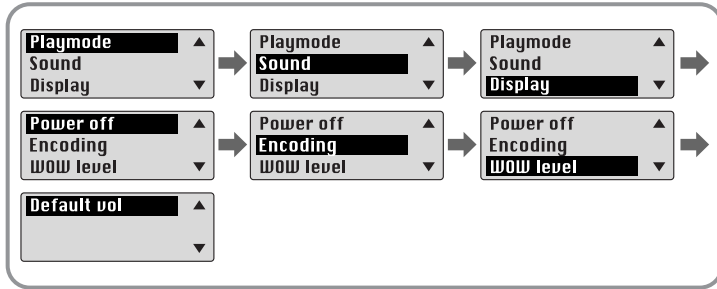 Playmode
Sound
Display
Playmode
Sound
Display
Playmode
Sound
Display
Power off
Encoding
WOW level
Power off
Encoding
WOW level
Power off
Encoding
WOW level
Default vol